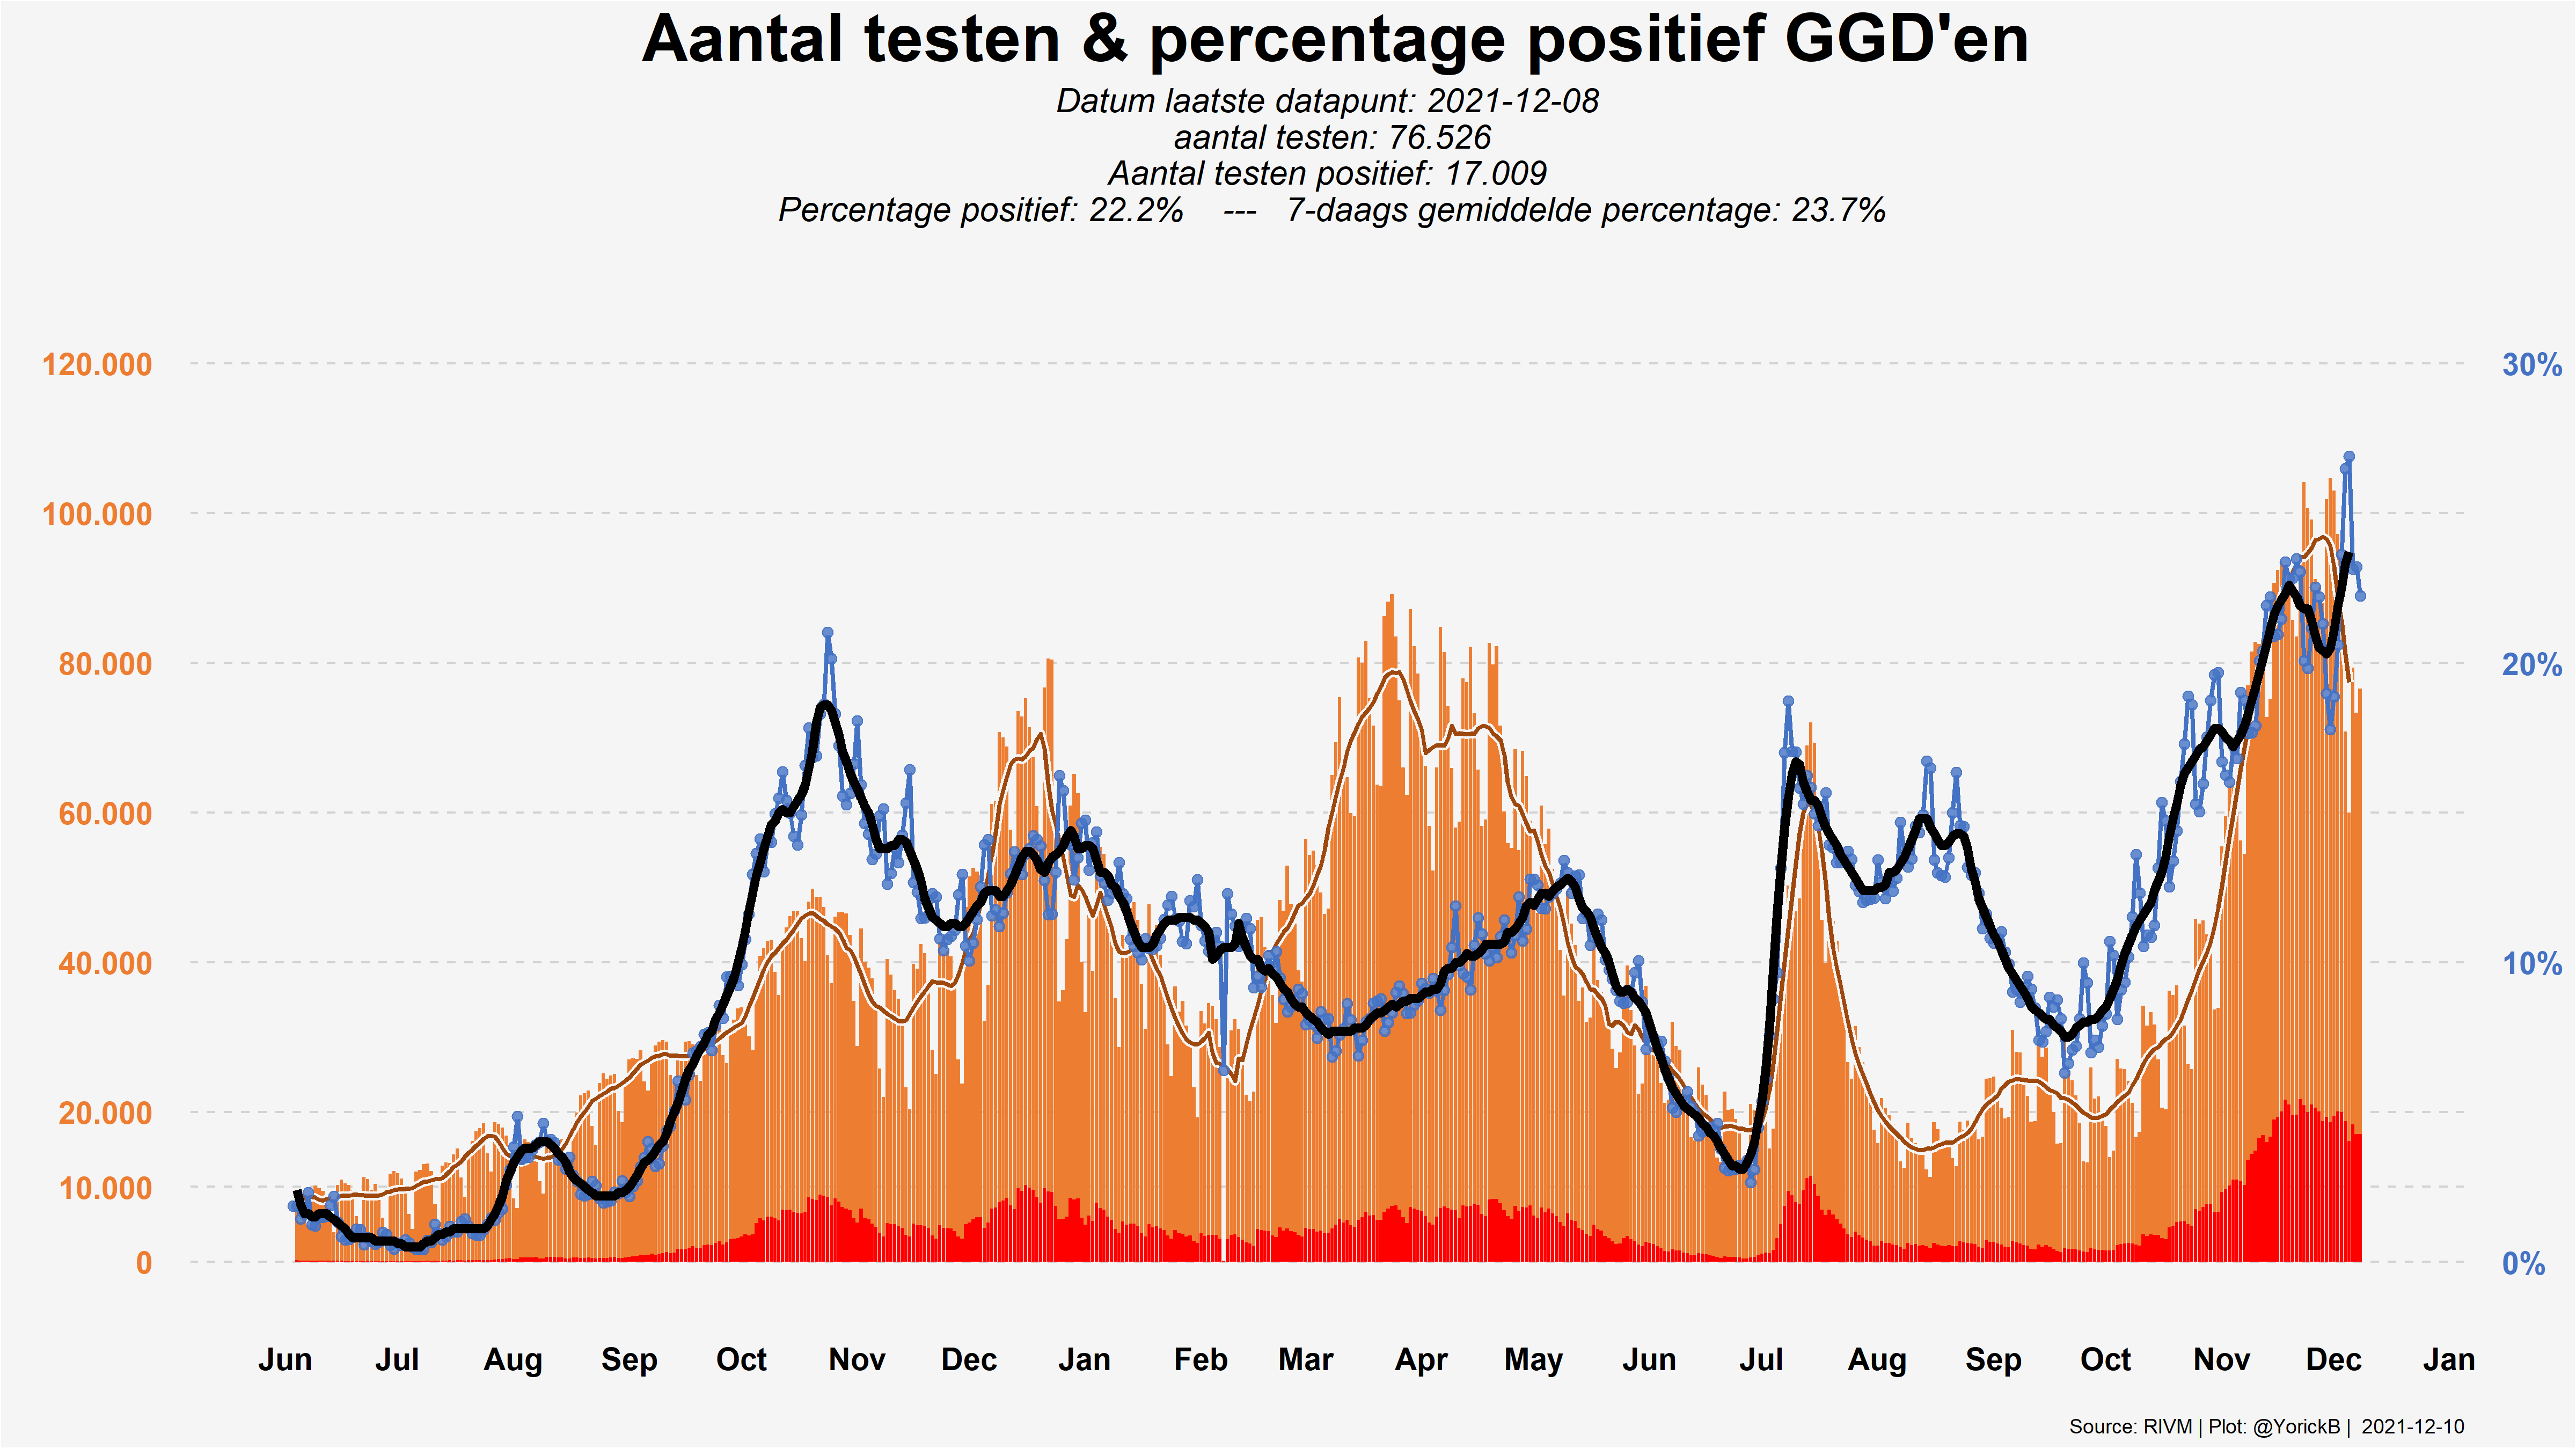 Aantal testen & percentage positief GGD'en
Datum laatste datapunt: 2021-12-08
aantal testen: 76.526
Aantal testen positief: 17.009
Percentage positief: 22.2% --- 7-daags gemiddelde percentage: 23.7%
120.000 30%
100.000
80.000 20%
60.000
40.000 10%
20.000
10.000
0 0%
Jun Jul Aug Sep Oct Nov Dec Jan Feb Mar Apr May Jun Jul Aug Sep Oct Nov Dec Jan
Source: RIVM | Plot: @YorickB | 2021-12-10